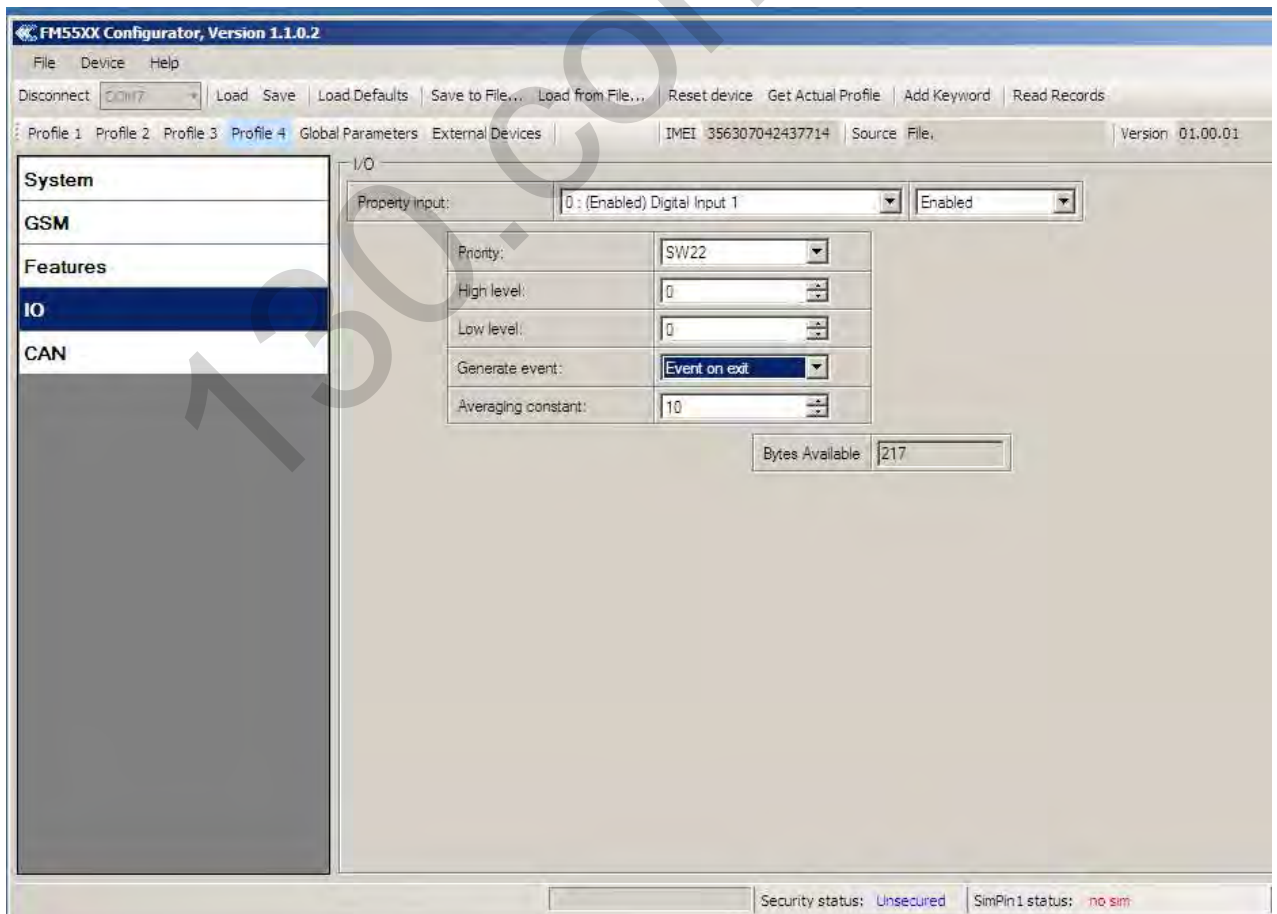 FM55XX Configurator, Version 1.1.0.2
File Device Help
Disconnect COM7 Load Save Load Defaults Save to File... Load from File... Reset device Get Actual Profile Add Keyword Read Records
Profile 1 Profile 2 Profile 3 Profile 4 Global Parameters External Devices IMEI 356307042437714 Source File. Version 01.00.01
System
GSM
Features
IO
CAN
I/O
Property input: 0 : (Enabled) Digital Input 1 Enabled
Priority: SW22
High level: 0
Low level: 0
Generate event: Event on exit
Averaging constant: 10
Bytes Available 217
Security status: Unsecured SimPin1 status: no sim
130.com